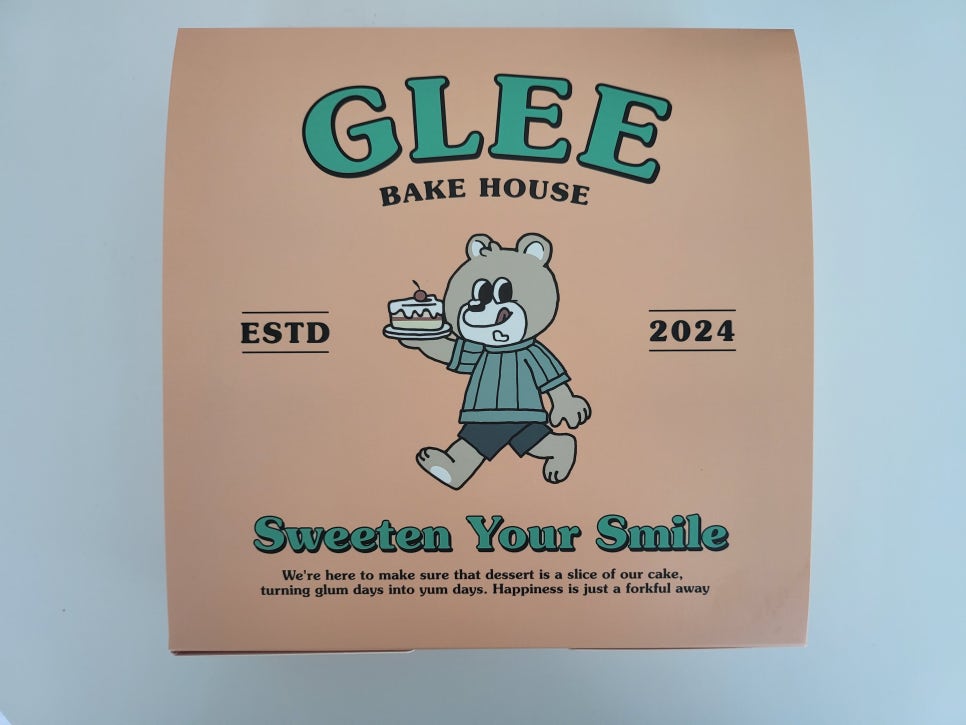 GLEE
BAKE HOUSE
ESTD
2024
Sweeten Your Smile
We're here to make sure that dessert is a slice of our cake,
turning glum days into yum days. Happiness is just a forkful away